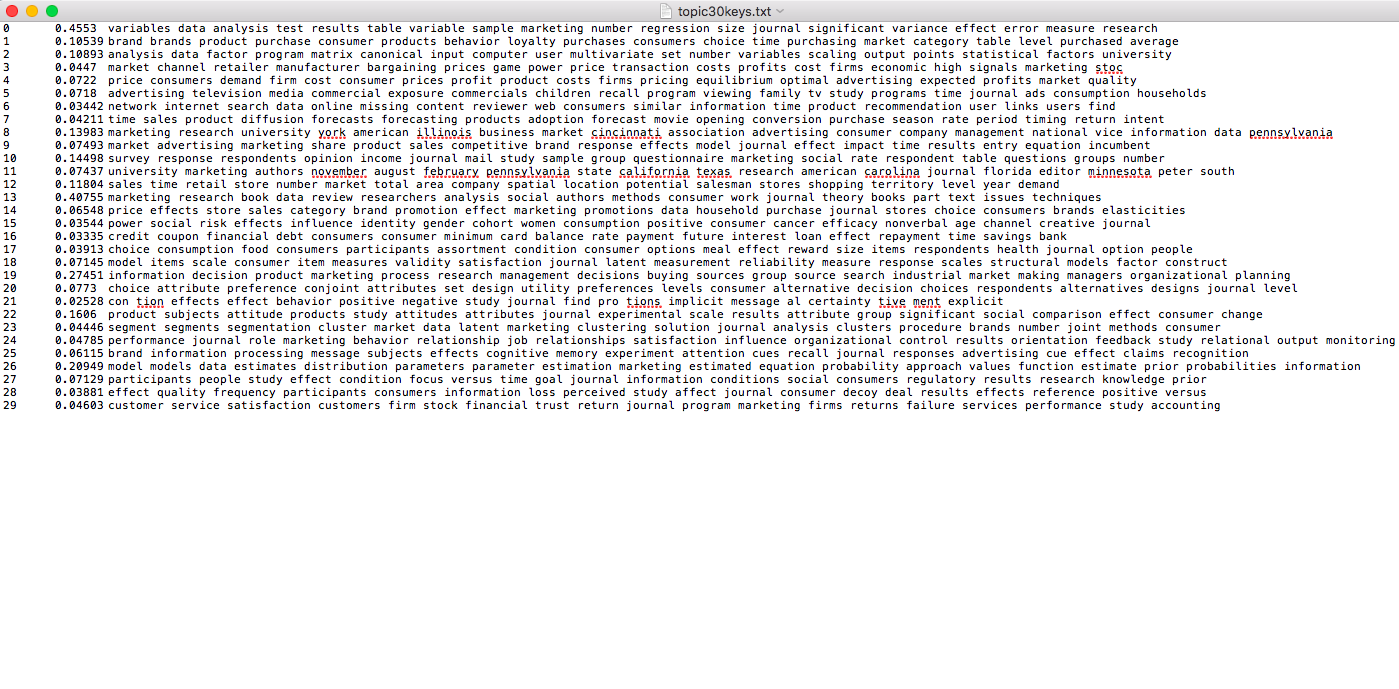 topic30keys.txt
0 0.4553 variables data analysis test results table variable sample marketing number regression size journal significant variance effect error measure research
1 0.10539 brand brands product purchase consumer products behavior loyalty purchases consumers choice time purchasing market category table level purchased average
2 0.10893 analysis data factor program matrix canonical input computer user multivariate set number variables scaling output points statistical factors university
3 0.0447 market channel retailer manufacturer bargaining prices game power price transaction costs profits cost firms economic high signals marketing stoc
4 0.0722 price consumers demand firm cost consumer prices profit product costs firms pricing equilibrium optimal advertising expected profits market quality
5 0.0718 advertising television media commercial exposure commercials children recall program viewing family tv study programs time journal ads consumption households
6 0.03442 network internet search data online missing content reviewer web consumers similar information time product recommendation user links users find
7 0.04211 time sales product diffusion forecasts forecasting products adoption forecast movie opening conversion purchase season rate period timing return intent
8 0.13983 marketing research university york american illinois business market cincinnati association advertising consumer company management national vice information data pennsylvania
9 0.07493 market advertising marketing share product sales competitive brand response effects model journal effect impact time results entry equation incumbent
10 0.14498 survey response respondents opinion income journal mail study sample group questionnaire marketing social rate respondent table questions groups number
11 0.07437 university marketing authors november august february pennsylvania state california texas research american carolina journal florida editor minnesota peter south
12 0.11804 sales time retail store number market total area company spatial location potential salesman stores shopping territory level year demand
13 0.40755 marketing research book data review researchers analysis social authors methods consumer work journal theory books part text issues techniques
14 0.06548 price effects store sales category brand promotion effect marketing promotions data household purchase journal stores choice consumers brands elasticities
15 0.03544 power social risk effects influence identity gender cohort women consumption positive consumer cancer efficacy nonverbal age channel creative journal
16 0.03335 credit coupon financial debt consumers consumer minimum card balance rate payment future interest loan effect repayment time savings bank
17 0.03913 choice consumption food consumers participants assortment condition consumer options meal effect reward size items respondents health journal option people
18 0.07145 model items scale consumer item measures validity satisfaction journal latent measurement reliability measure response scales structural models factor construct
19 0.27451 information decision product marketing process research management decisions buying sources group source search industrial market making managers organizational planning
20 0.0773 choice attribute preference conjoint attributes set design utility preferences levels consumer alternative decision choices respondents alternatives designs journal level
21 0.02528 con tion effects effect behavior positive negative study journal find pro tions implicit message al certainty tive ment explicit
22 0.1606 product subjects attitude products study attitudes attributes journal experimental scale results attribute group significant social comparison effect consumer change
23 0.04446 segment segments segmentation cluster market data latent marketing clustering solution journal analysis clusters procedure brands number joint methods consumer
24 0.04785 performance journal role marketing behavior relationship job relationships satisfaction influence organizational control results orientation feedback study relational output monitoring
25 0.06115 brand information processing message subjects effects cognitive memory experiment attention cues recall journal responses advertising cue effect claims recognition
26 0.20949 model models data estimates distribution parameters parameter estimation marketing estimated equation probability approach values function estimate prior probabilities information
27 0.07129 participants people study effect condition focus versus time goal journal information conditions social consumers regulatory results research knowledge prior
28 0.03881 effect quality frequency participants consumers information loss perceived study affect journal consumer decoy deal results effects reference positive versus
29 0.04603 customer service satisfaction customers firm stock financial trust return journal program marketing firms returns failure services performance study accounting